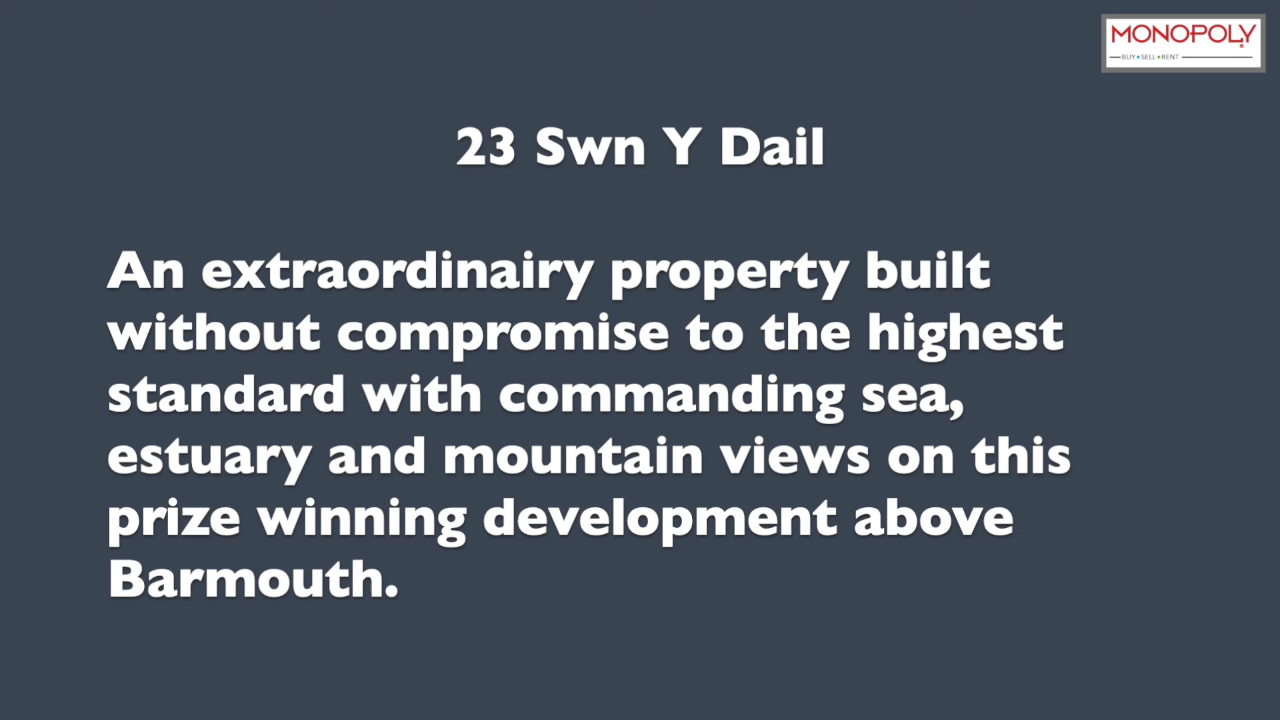 MONOPOLY
BUY★SELL★RENT
23 Swn Y Dail
An extraordinairy property built
without compromise to the highest
standard with commanding sea,
estuary and mountain views on this
prize winning development above
Barmouth.